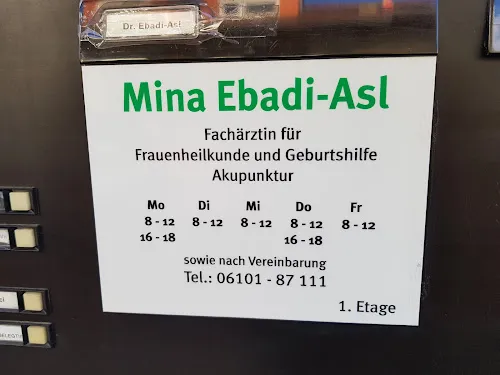 Dr. Ebadi-Asl
Mina Ebadi-Asl
Fachärztin für
Frauenheilkunde und Geburtshilfe
Akupunktur
Mo Di Mi Do Fr
8 - 12 8 - 12 8 - 12 8 - 12 8 - 12
16 - 18 16 - 18
sowie nach Vereinbarung
Tel.: 06101 - 87 111
1. Etage